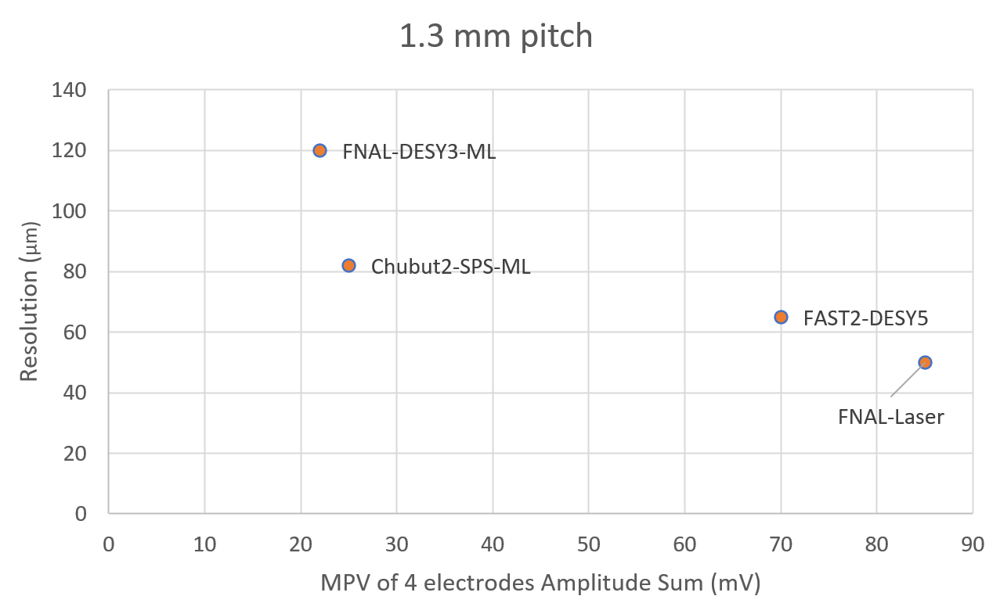 1.3 mm pitch
140
120
100
80
60
40
20
0
Resolution (μm)
FNAL-DESY3-ML
Chubut2-SPS-ML
FAST2-DESY5
FNAL-Laser
0 10 20 30 40 50 60 70 80 90
MPV of 4 electrodes Amplitude Sum (mV)